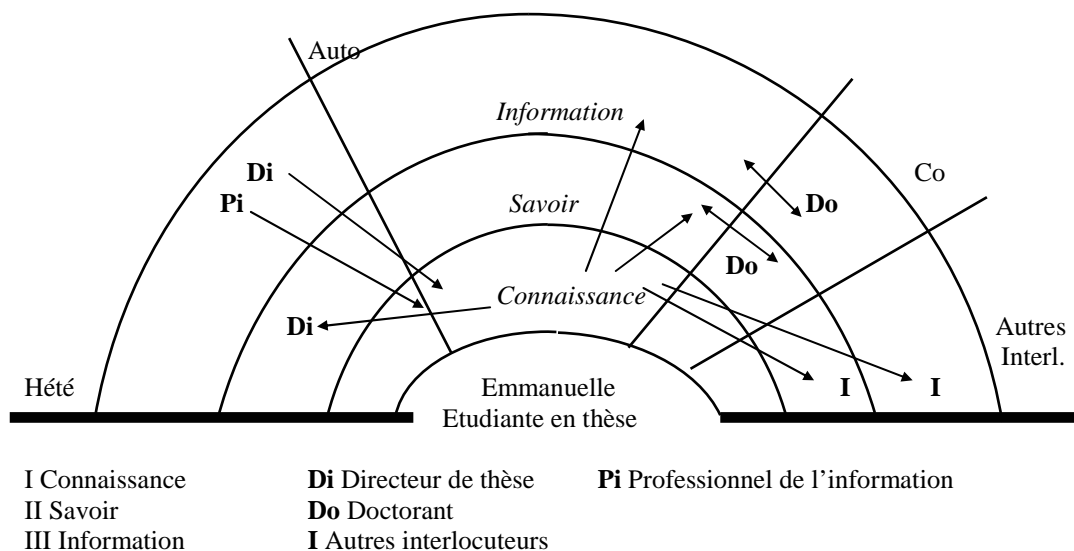 Auto
Information
Di
Pi
Co
Savoir
Do
Do
Connaissance
Di
Autres
Interl.
Hété
Emmanuelle
I
I
Etudiante en thèse
I Connaissance
Di Directeur de thèse
Pi Professionnel de l’information
II Savoir
Do Doctorant
III Information
I Autres interlocuteurs